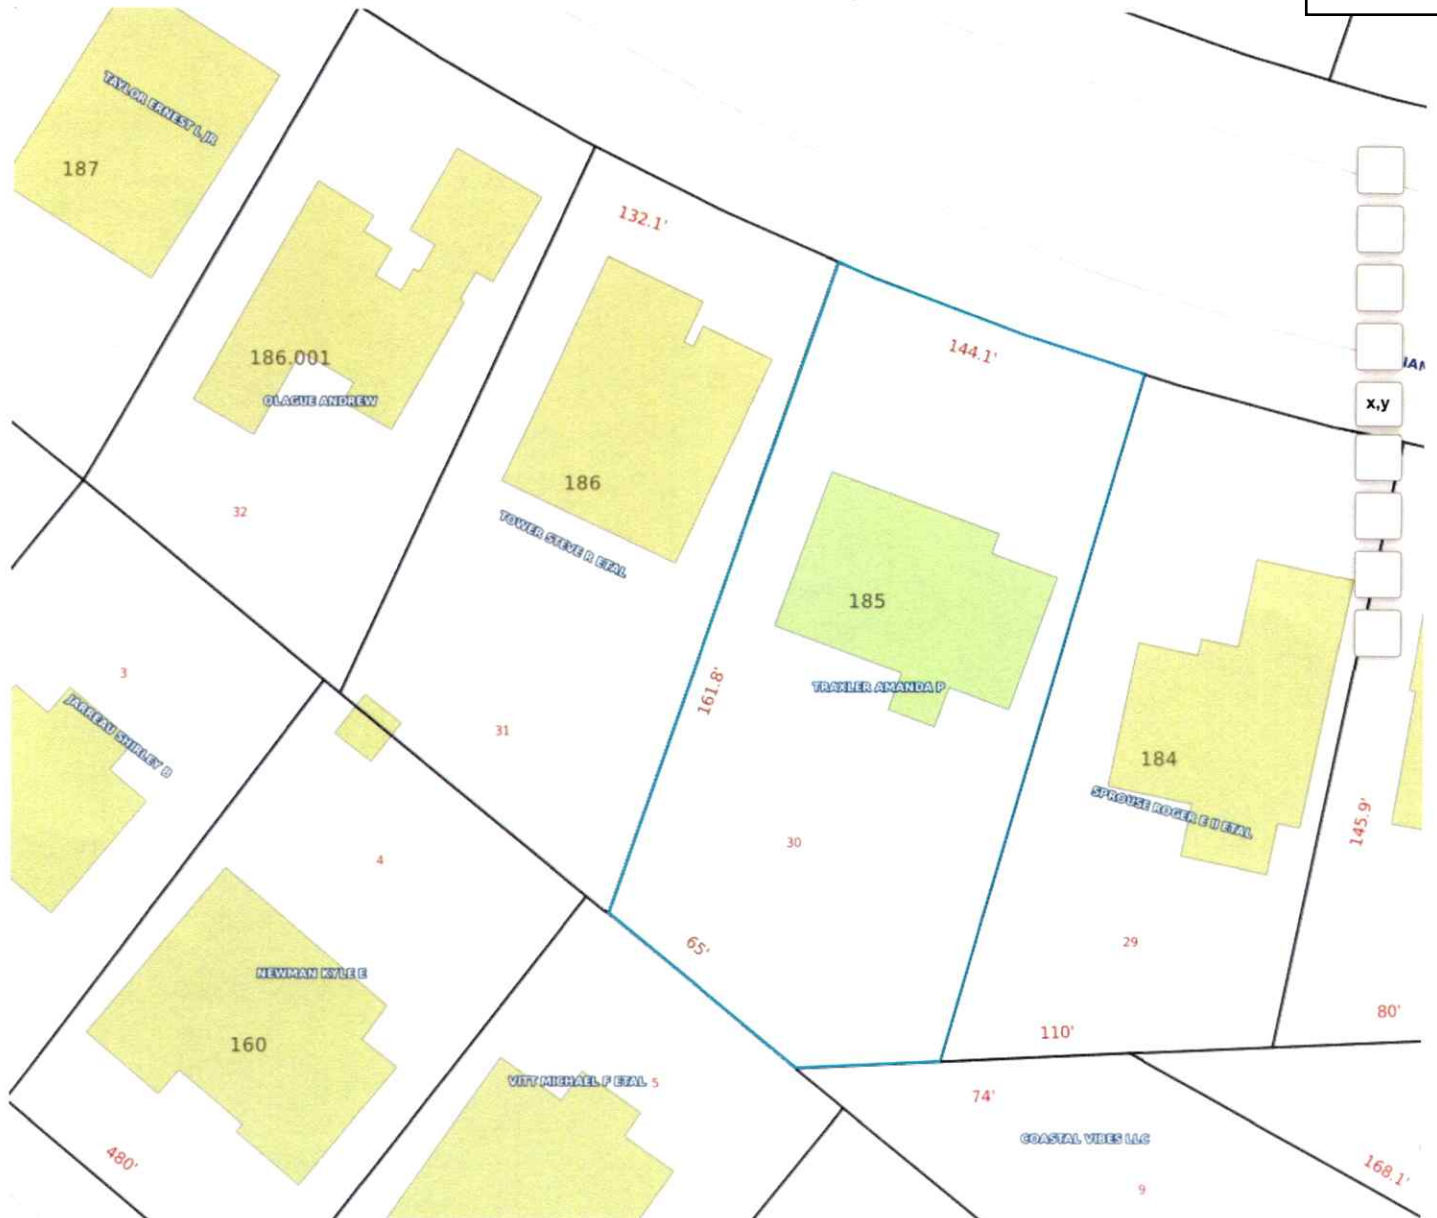 TAYLOR ERNEST L JR
187
132.1'
144.1'
186.001
OLAGUE ANDREW
x,y
186
32
TOWER STEVE R ETAL
185
3
161.8'
TRAXLER AMANDA P
JARREAU SHIRLEY B
31
184
SPROUSE ROGER E II ETAL
145.9'
30
4
65'
29
NEWMAN KYLE E
160
110'
80'
VITT MICHAEL F ETAL
5
74'
COASTAL VIBES LLC
480'
168.1'
9